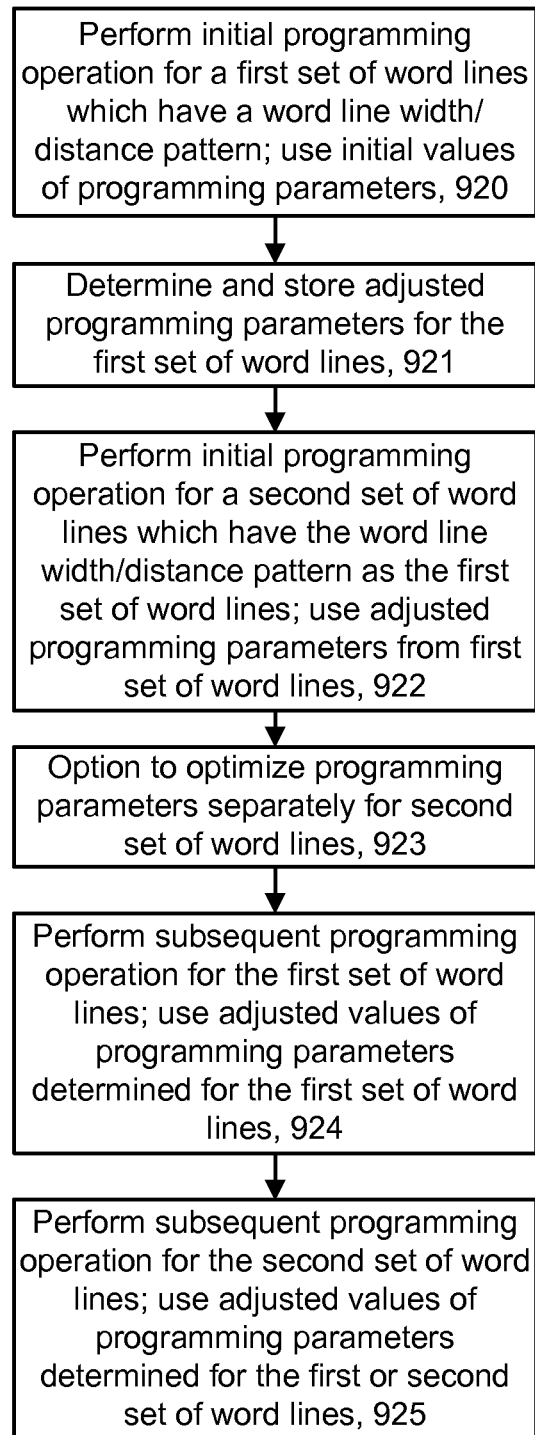 Perform initial programming
operation for a first set of word lines
which have a word line width/
distance pattern; use initial values
of programming parameters, 920
Determine and store adjusted
programming parameters for the
first set of word lines, 921
Perform initial programming
operation for a second set of word
lines which have the word line
width/distance pattern as the first
set of word lines; use adjusted
programming parameters from first
set of word lines, 922
Option to optimize programming
parameters separately for second
set of word lines, 923
Perform subsequent programming
operation for the first set of word
lines; use adjusted values of
programming parameters
determined for the first set of word
lines, 924
Perform subsequent programming
operation for the second set of word
lines; use adjusted values of
programming parameters
determined for the first or second
set of word lines, 925